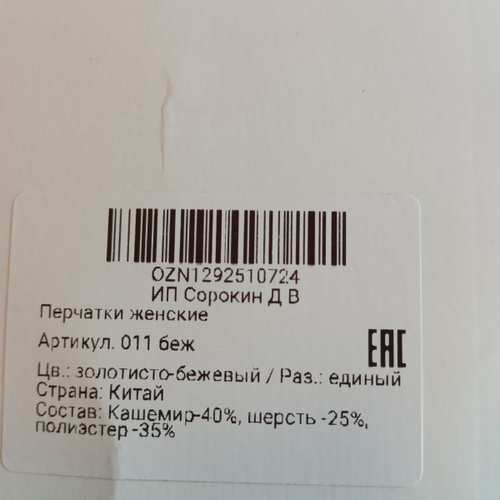 OZN1292510724
ИП Сорокин Д В
Перчатки женские
Артикул. 011 беж
EAC
Цв.: золотисто-бежевый / Раз.: единый
Страна: Китай
Состав: Кашемир-40%, шерсть -25%,
полиэстер -35%